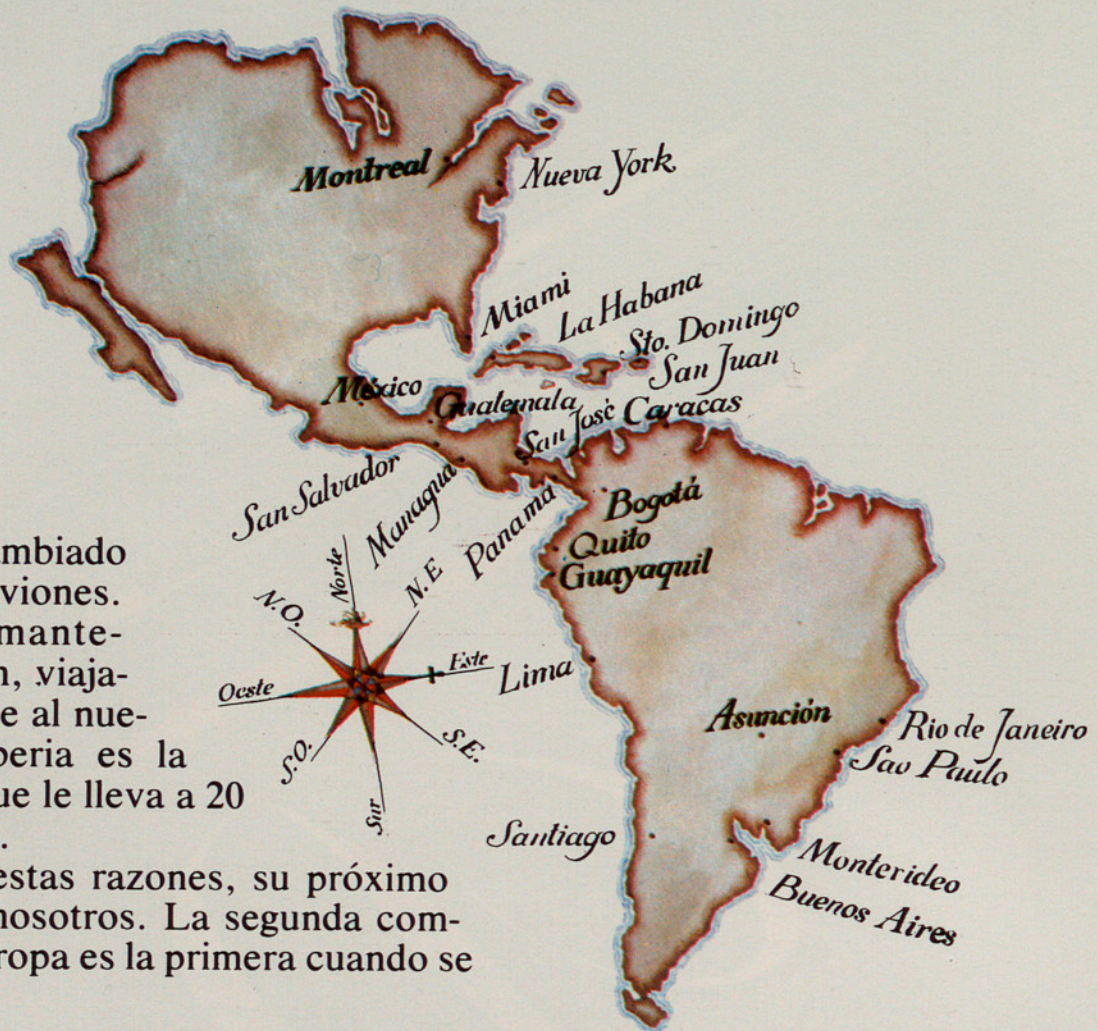 Montreal
Nueva York
Miami
La Habana
Sto. Domingo
San Juan
México
Guatemala
San José
Caracas
San Salvador
Managua
Panamá
Bogotá
Quito
Guayaquil
Norte
N.O.
N.E
Oeste
Este
S.O.
S.E.
Sur
Lima
Asunción
Rio de Janeiro
Sao Paulo
Santiago
Monterideo
Buenos Aires
mbiado
viones.
mante-
n, viaja-
e al nue-
peria es la
ue le lleva a 20
.
estas razones, su próximo
nosotros. La segunda com-
ropa es la primera cuando se